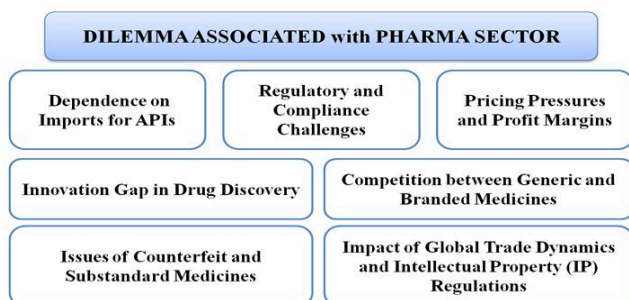 DILEMMA ASSOCIATED with PHARMA SECTOR
Dependence on
Imports for APIs
Regulatory and
Compliance
Challenges
Pricing Pressures
and Profit Margins
Innovation Gap in Drug Discovery
Competition between Generic and
Branded Medicines
Issues of Counterfeit and
Substandard Medicines
Impact of Global Trade Dynamics
and Intellectual Property (IP)
Regulations